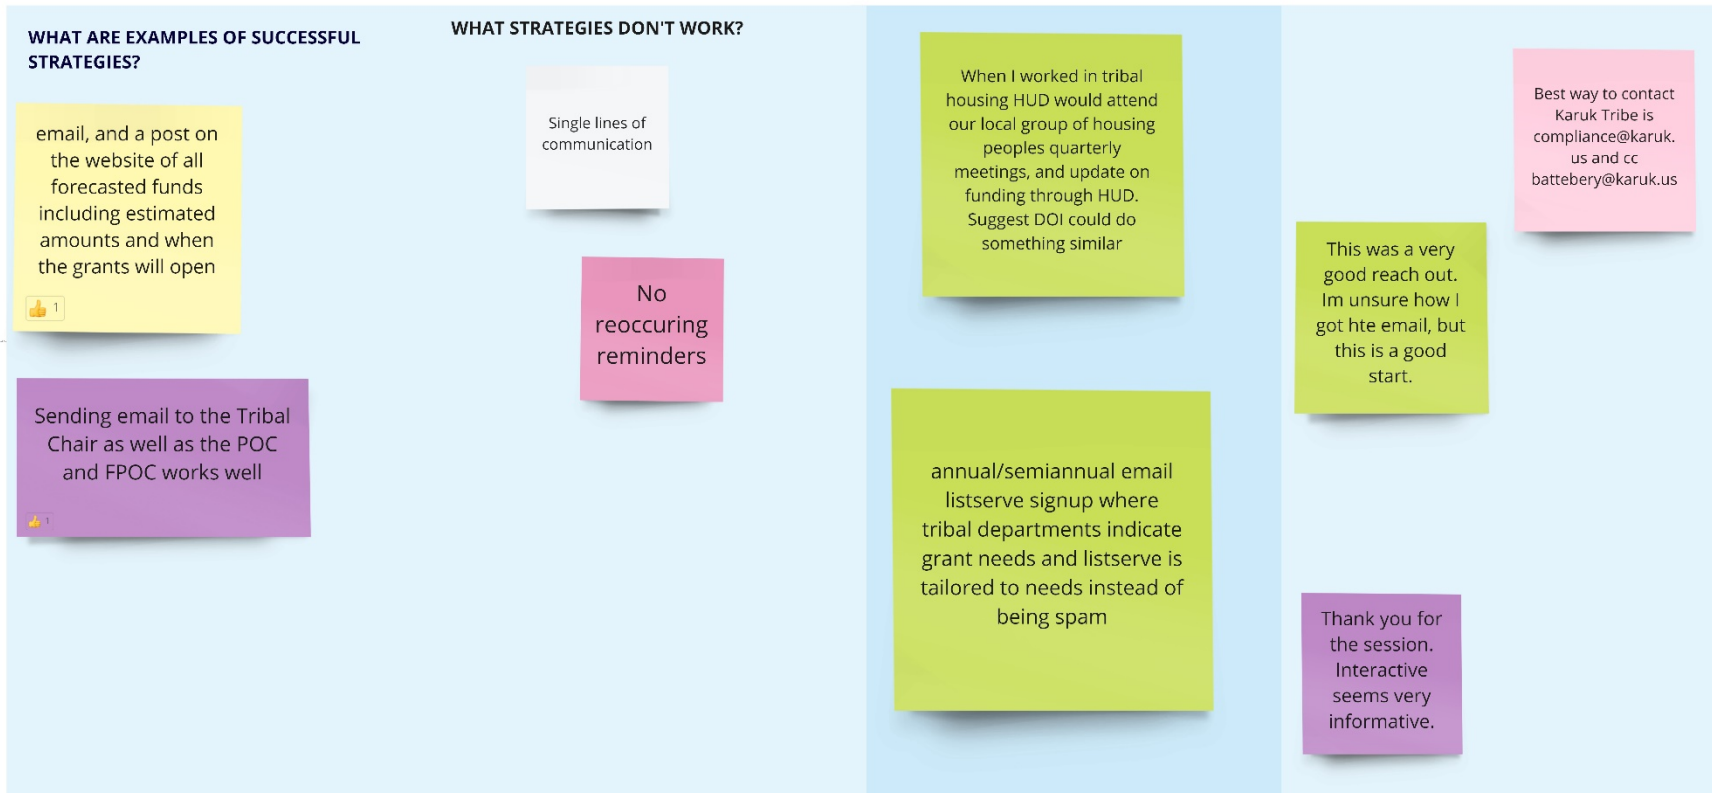 WHAT ARE EXAMPLES OF SUCCESSFUL
STRATEGIES?
email, and a post on
the website of all
forecasted funds
including estimated
amounts and when
the grants will open
1
Sending email to the Tribal
Chair as well as the POC
and FPOC works well
1
WHAT STRATEGIES DON'T WORK?
Single lines of
communication
No
reoccuring
reminders
When I worked in tribal
housing HUD would attend
our local group of housing
peoples quarterly
meetings, and update on
funding through HUD.
Suggest DOI could do
something similar
annual/semiannual email
listserve signup where
tribal departments indicate
grant needs and listserve is
tailored to needs instead of
being spam
Best way to contact
Karuk Tribe is
compliance@karuk.
us and cc
battebery@karuk.us
This was a very
good reach out.
Im unsure how I
got hte email, but
this is a good
start.
Thank you for
the session.
Interactive
seems very
informative.